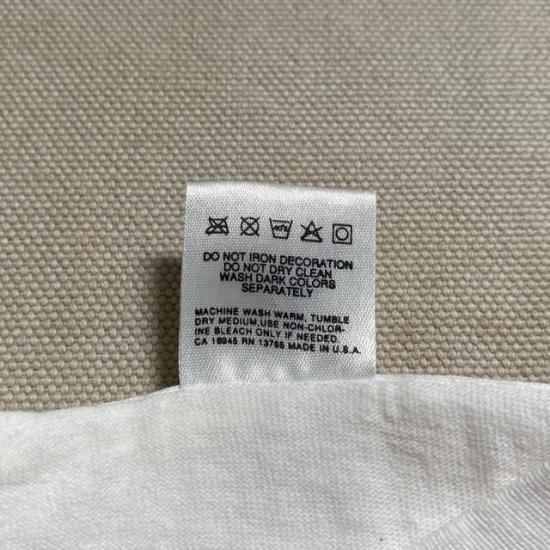 DO NOT IRON DECORATION
DO NOT DRY CLEAN
WASH DARK COLORS
SEPARATELY
MACHINE WASH WARM, TUMBLE
DRY MEDIUM,USE NON-CHLOR-
INE BLEACH ONLY IF NEEDED.
CA 16945 RN 13765 MADE IN U.S.A.